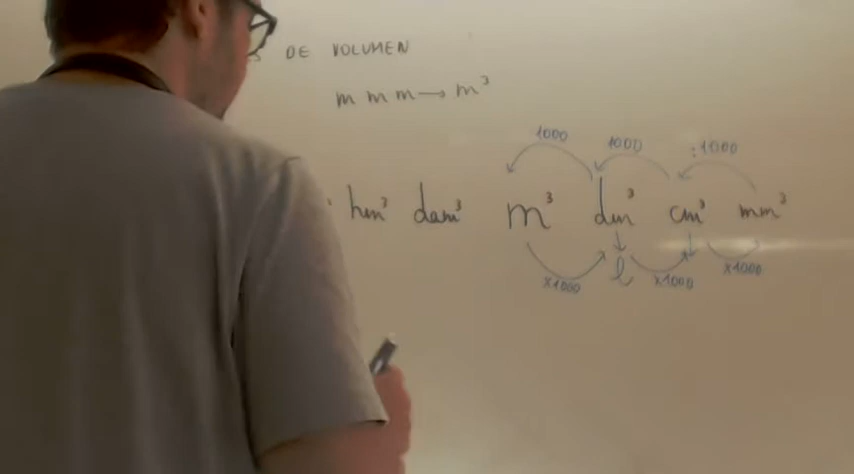 DE VOLUMEN
m m m → m³
1000 1000 :1000
hm³ dam³ m³ dm³ cm³ mm³
l
x1000 x1000 x1000